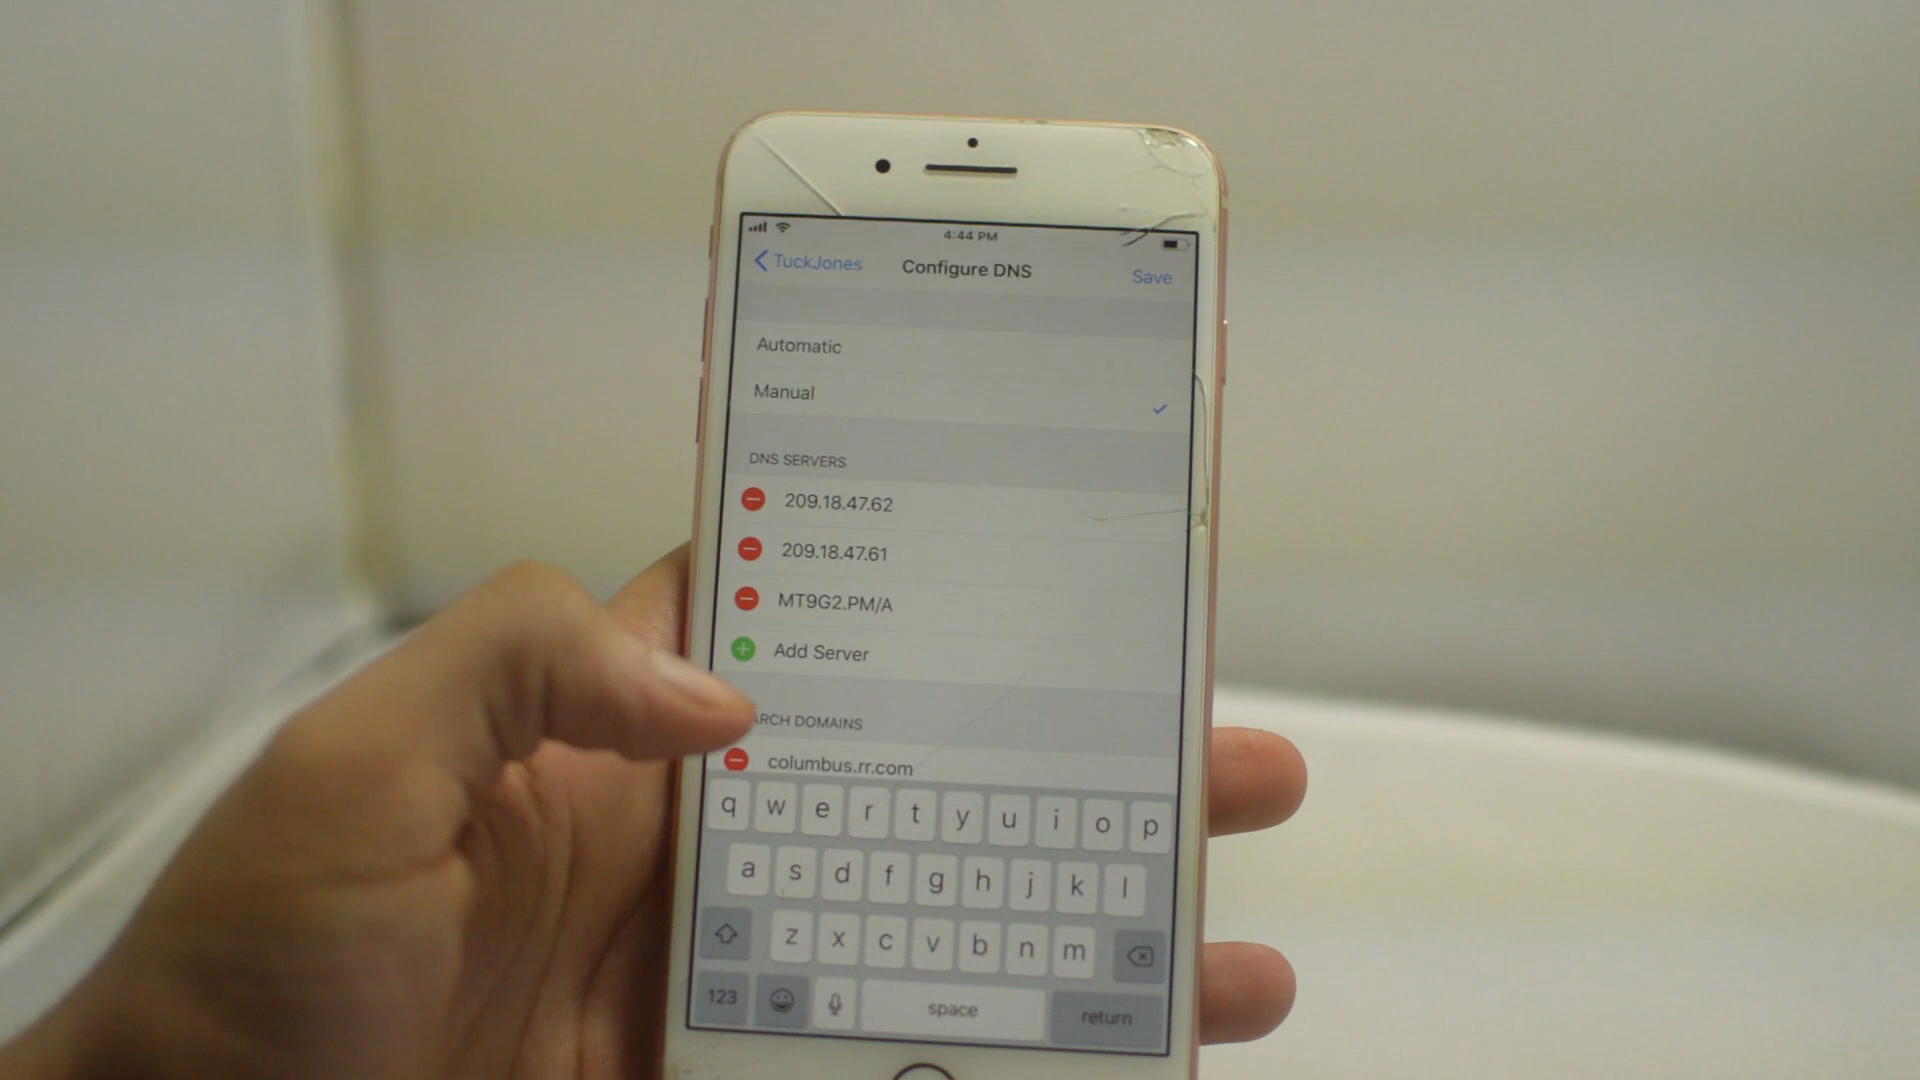 4:44 PM
TuckJones Configure DNS Save
Automatic
Manual
DNS SERVERS
209.18.47.62
209.18.47.61
MT9G2.PM/A
Add Server
ARCH DOMAINS
columbus.rr.com
q w e r t y u i o p
a s d f g h j k l
z x c v b n m
123 space return